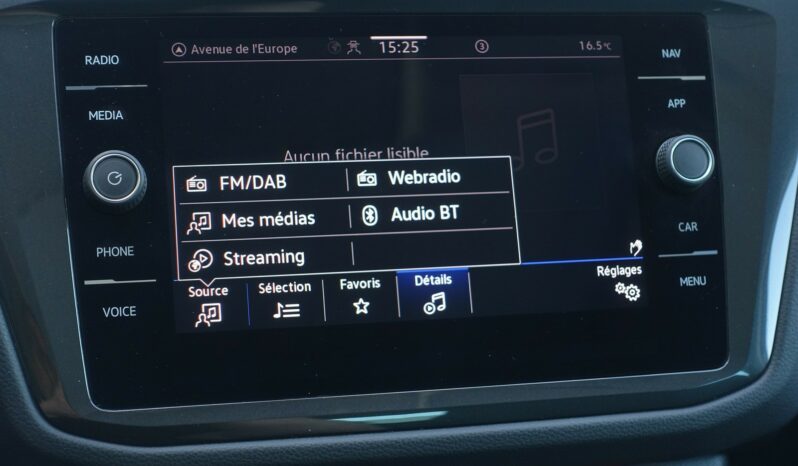 RADIO
MEDIA
PHONE
VOICE
Avenue de l'Europe
15:25
3
16.5°C
Aucun fichier lisible
FM/DAB
Webradio
Mes médias
Audio BT
Streaming
Source
Sélection
Favoris
Détails
Réglages
NAV
APP
CAR
MENU